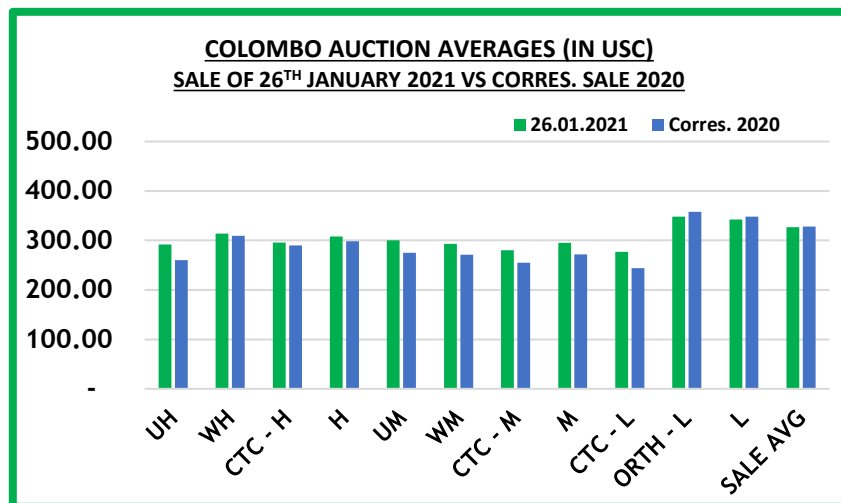 COLOMBO AUCTION AVERAGES (IN USC)
SALE OF 26TH JANUARY 2021 VS CORRES. SALE 2020
26.01.2021 Corres. 2020
500.00
400.00
300.00
200.00
100.00
-
UH
WH
CTC - H
H
UM
WM
CTC - M
M
CTC - L
ORTH - L
L
SALE AVG